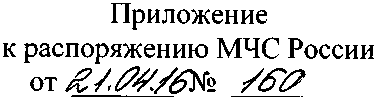 Приложение
к распоряжению МЧС России
от 21.04.16 № 160